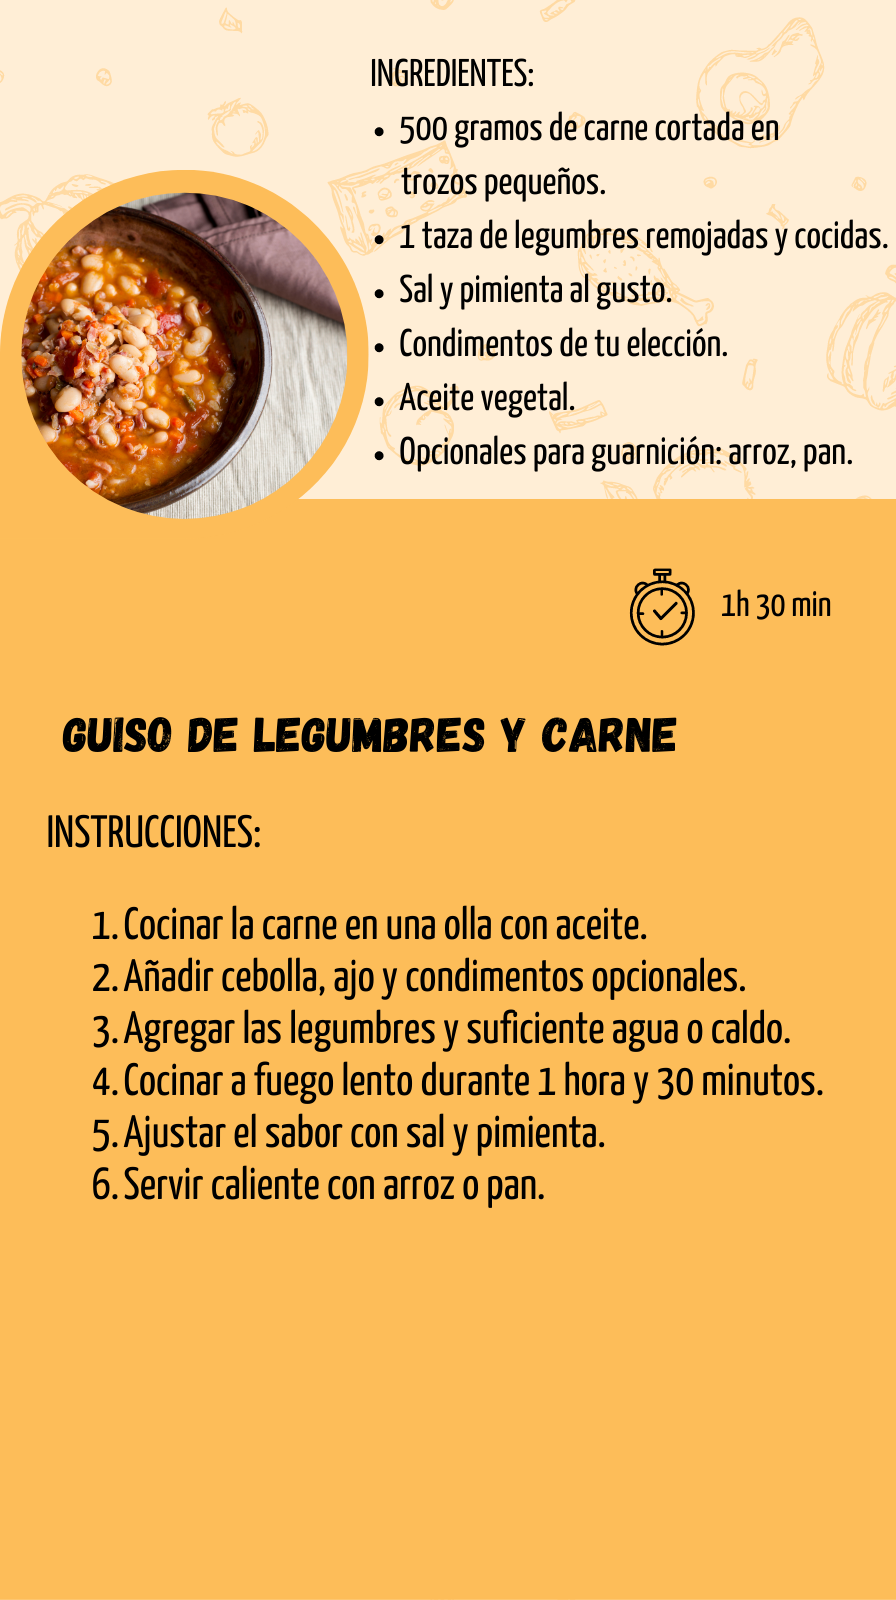 INGREDIENTES:
• 500 gramos de carne cortada en
trozos pequeños.
• 1 taza de legumbres remojadas y cocidas.
• Sal y pimienta al gusto.
• Condimentos de tu elección.
• Aceite vegetal.
• Opcionales para guarnición: arroz, pan.
1h 30 min
GUISO DE LEGUMBRES Y CARNE
INSTRUCCIONES:
1. Cocinar la carne en una olla con aceite.
2. Añadir cebolla, ajo y condimentos opcionales.
3. Agregar las legumbres y suficiente agua o caldo.
4. Cocinar a fuego lento durante 1 hora y 30 minutos.
5. Ajustar el sabor con sal y pimienta.
6. Servir caliente con arroz o pan.